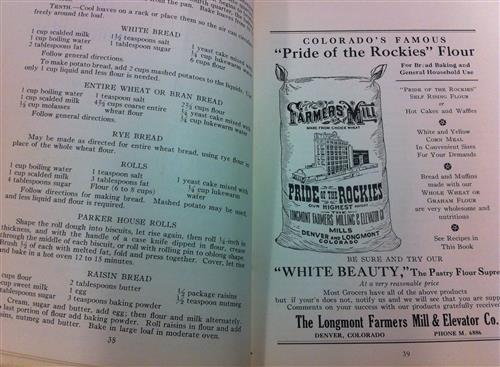 TENTH.—Cool loaves on a rack or place them so the air can
freely around the loaf.
WHITE BREAD
1 cup scalded milk 1½ teaspoons salt 1 yeast cake mixed with
1 cup boiling water 1 tablespoon sugar ¼ cup lukewarm water
2 tablespoons fat 6 cups flour
Follow general directions.
To make potato bread, add 2 cups mashed potatoes to the liquids. Use
only 1 cup liquid and less flour is needed.
ENTIRE WHEAT OR BRAN BREAD
1 cup boiling water 1 teaspoon salt 2⅔ cups flour
1 cup scalded milk 4⅔ cups coarse entire ¼ yeast cake mixed with
⅓ cup molasses wheat flour ¼ cup lukewarm water
Follow general directions.
RYE BREAD
May be made as directed for entire wheat bread, using rye flour in
place of the whole wheat flour.
ROLLS
1 cup boiling water 1 teaspoon salt
1 cup scalded milk 3 tablespoons fat 1 yeast cake mixed with
4 tablespoons sugar Flour (6 to 8 cups) ¼ cup lukewarm water
Follow directions for making bread. Mashed potato may be used,
and less liquid and flour is required.
PARKER HOUSE ROLLS
Shape the roll dough into biscuits, let rise again, then roll ¼-inch in
thickness, and with the handle of a case knife dipped in flour, crease
through the middle of each biscuit, or roll with rolling pin to oblong shape.
Brush ½ of each with melted fat, fold and press together. Cover, let rise
and bake in a hot oven 12 to 15 minutes.
RAISIN BREAD
cups flour 2 tablespoons butter ½ package raisins
cup sweet milk 1 egg ½ teaspoon nutmeg
tablespoons sugar 3 teaspoons baking powder
Cream, sugar and butter, add egg; then flour and milk alternately.
last portion of flour add baking powder. Roll raisins in flour and add
nutmeg and butter. Bake in large loaf in moderate oven.
38
COLORADO'S FAMOUS
"Pride of the Rockies" Flour
FARMERS MILL
MADE FROM CHOICE WHEAT
PRIDE OF THE ROCKIES
OUR HIGHEST PATENT
LONGMONT FARMERS' MILLING & ELEVATOR Co
MILLS
DENVER AND LONGMONT
COLORADO
For Bread Baking and
General Household Use
"PRIDE OF THE ROCKIES"
SELF RISING FLOUR
or
Hot Cakes and Waffles
White and Yellow
CORN MEAL
In Convenient Sizes
For Your Demands
Bread and Muffins
made with our
WHOLE WHEAT OR
GRAHAM FLOUR
are very wholesome and
nutritious
See Recipes in
This Book
BE SURE AND TRY OUR
"WHITE BEAUTY," The Pastry Flour Supre
At a very reasonable price
Most Grocers have all of the above products
but if your's does not, notify us and we will see that you are sup
Comments on your success with our products gratefully receive
The Longmont Farmers Mill & Elevator Co.
DENVER, COLORADO PHONE M. 6886
39